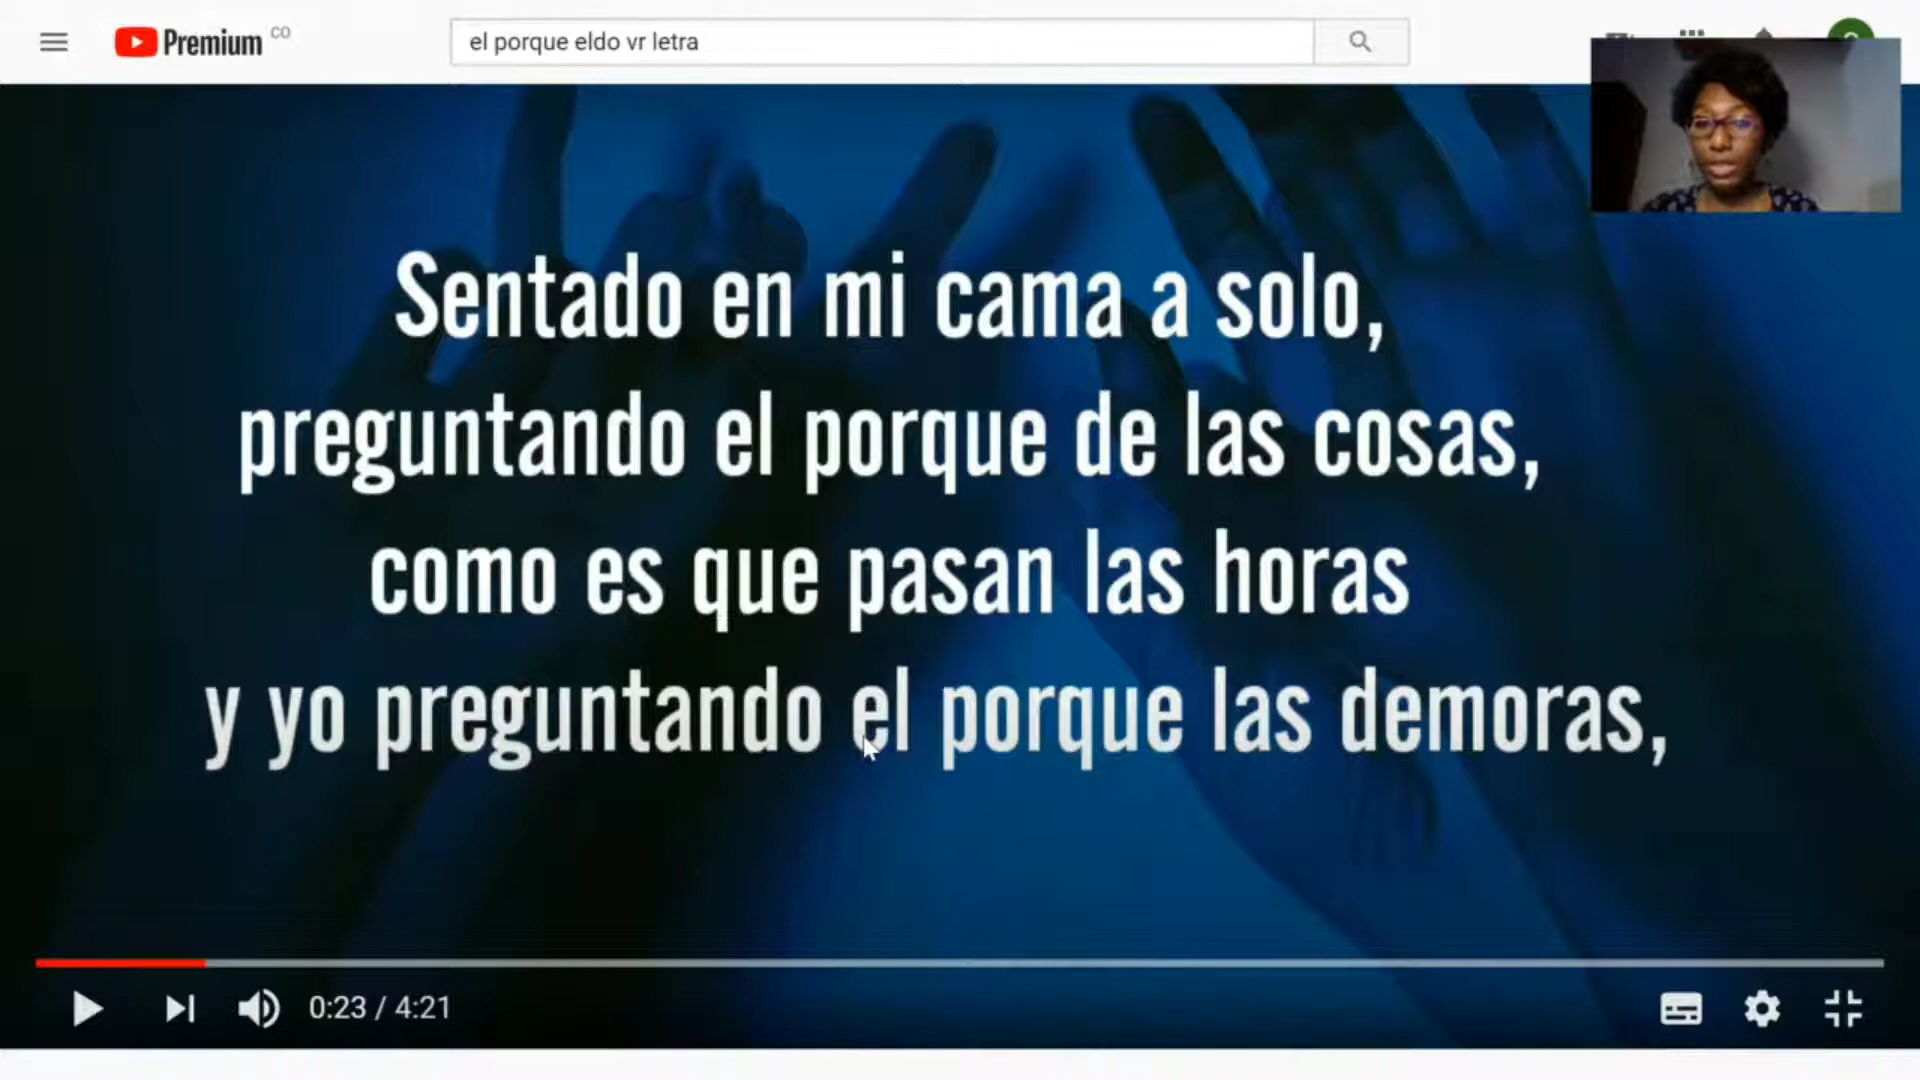 Premium CO
el porque eldo vr letra
Sentado en mi cama a solo,
preguntando el porque de las cosas,
como es que pasan las horas
y yo preguntando el porque las demoras,
0:23 / 4:21